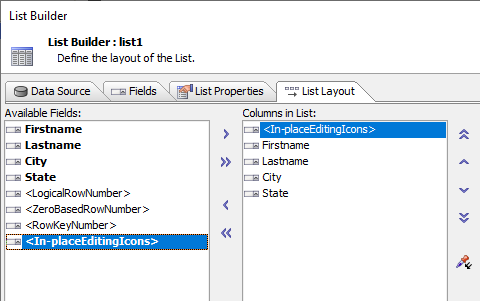 List Builder
List Builder : list1
Define the layout of the List.
Data Source
Fields
List Properties
List Layout
Available Fields:
Firstname
Lastname
City
State
<LogicalRowNumber>
<ZeroBasedRowNumber>
<RowKeyNumber>
<In-placeEditingIcons>
Columns in List:
<In-placeEditingIcons>
Firstname
Lastname
City
State